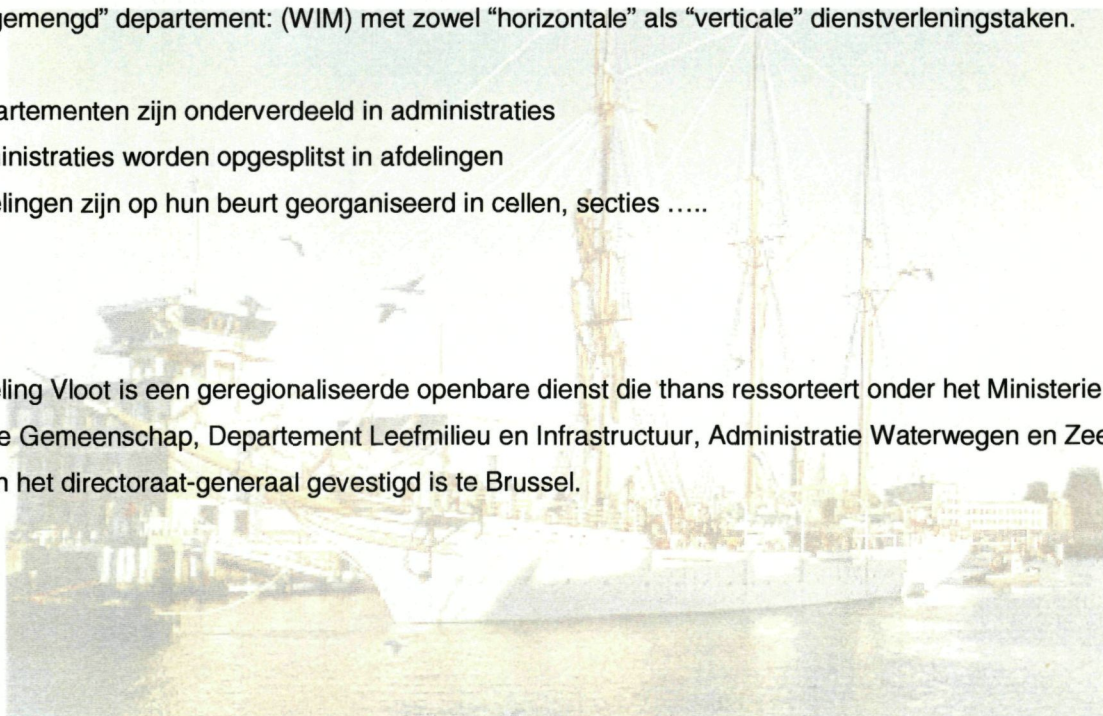 gemengd” departement: (WIM) met zowel “horizontale” als “verticale” dienstverleningstaken.
artementen zijn onderverdeeld in administraties
inistraties worden opgesplitst in afdelingen
elingen zijn op hun beurt georganiseerd in cellen, secties .....
eling Vloot is een geregionaliseerde openbare dienst die thans ressorteert onder het Ministerie
e Gemeenschap, Departement Leefmilieu en Infrastructuur, Administratie Waterwegen en Zee
n het directoraat-generaal gevestigd is te Brussel.